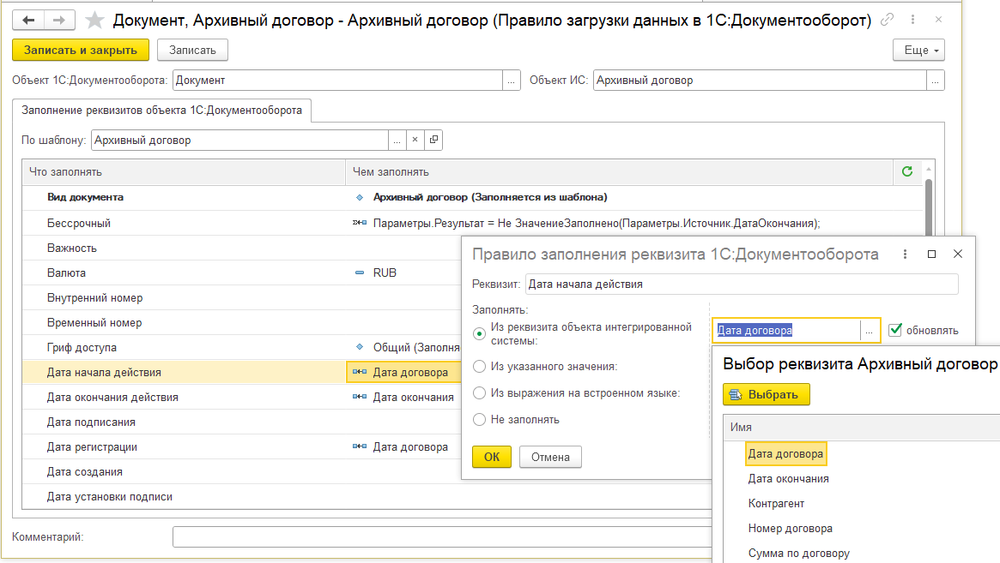 Документ, Архивный договор - Архивный договор (Правило загрузки данных в 1С:Документооборот)
Записать и закрыть Записать Еще
Объект 1С:Документооборота: Документ ... Объект ИС: Архивный договор ...
Заполнение реквизитов объекта 1С:Документооборота
По шаблону: Архивный договор ... ×
Что заполнять Чем заполнять
Вид документа Архивный договор (Заполняется из шаблона)
Бессрочный Параметры.Результат = Не ЗначениеЗаполнено(Параметры.Источник.ДатаОкончания);
Важность
Валюта RUB
Внутренний номер
Временный номер
Гриф доступа Общий (Заполня
Дата начала действия Дата договора
Дата окончания действия Дата окончания
Дата подписания
Дата регистрации Дата договора
Дата создания
Дата установки подписи
Комментарий:
Правило заполнения реквизита 1С:Документооборота
Реквизит: Дата начала действия
Заполнять:
Из реквизита объекта интегрированной
системы: Дата договора ... обновлять
Из указанного значения:
Из выражения на встроенном языке:
Не заполнять
ОК Отмена
Выбор реквизита Архивный договор
Выбрать
Имя
Дата договора
Дата окончания
Контрагент
Номер договора
Сумма по договору